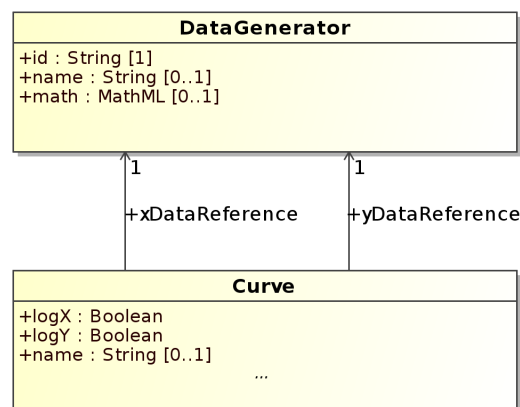 DataGenerator
+id : String [1]
+name : String [0..1]
+math : MathML [0..1]
1
1
+xDataReference
+yDataReference
Curve
+logX : Boolean
+logY : Boolean
+name : String [0..1]
...